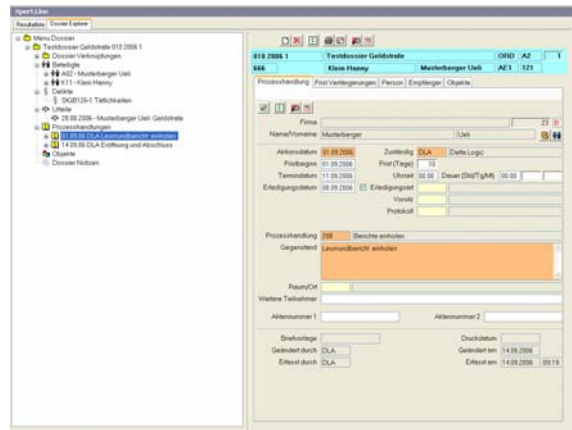 Xpert.Line
Resultatliste Dossier Explorer
Menu Dossier
Testdossier Geldstrafe 010 2006 1
Dossier Verknüpfungen
Beteiligte
A02 - Musterberger Ueli
K11 - Klein Hanny
Delikte
§ StGB126-1 Tätlichkeiten
Urteile
28.08.2006 - Musterberger Ueli: Geldstrafe
Prozesshandlungen
01.09.06 DLA Leumundbericht einholen
14.09.06 DLA Eröffnung und Abschluss
Objekte
Dossier Notizen
010 2006 1 Testdossier Geldstrafe ORD A2 1
666 Klein Hanny Musterberger Ueli AE1 121
Prozesshandlung Frist Verlängerungen Person Empfänger Objekte
Firma 23
Name/Vorname Musterberger Ueli
Aktionsdatum 01.09.2006 Zuständig DLA Delta Logic
Fristbeginn 01.09.2006 Frist (Tage) 10
Termindatum 11.09.2006 Uhrzeit 00.00 Dauer (Std/Tg/Mt) 00.00
Erledigungsdatum 08.09.2006 Erledigungsart
Vorsitz
Protokoll
Prozesshandlung 208 Berichte einholen
Gegenstand Leumundbericht einholen
Raum/Ort
Weitere Teilnehmer
Aktennummer 1 Aktennummer 2
Briefvorlage Druckdatum
Geändert durch DLA Geändert am 14.09.2006
Erfasst durch DLA Erfasst am 14.09.2006 09:19